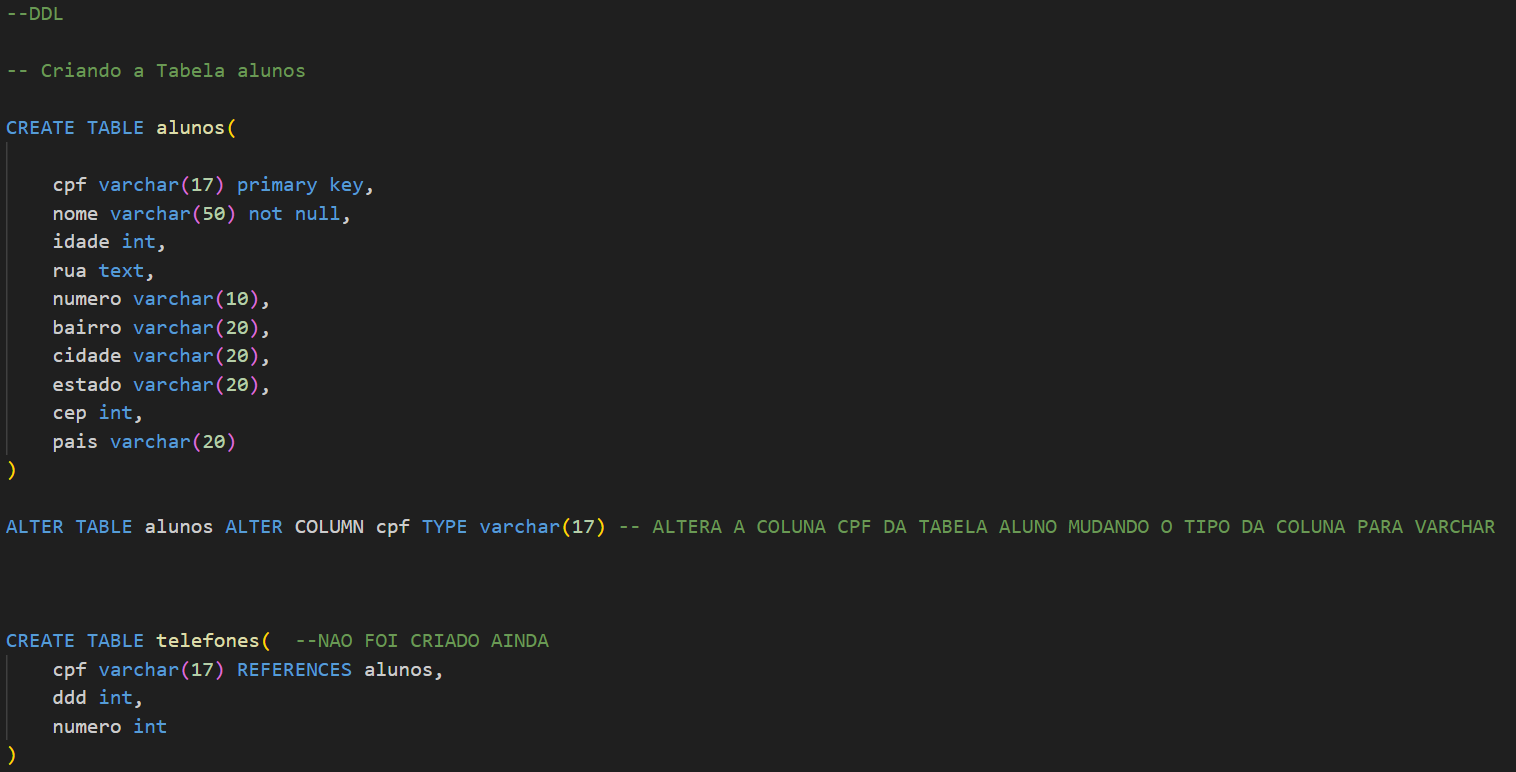 --DDL
-- Criando a Tabela alunos
CREATE TABLE alunos(
cpf varchar(17) primary key,
nome varchar(50) not null,
idade int,
rua text,
numero varchar(10),
bairro varchar(20),
cidade varchar(20),
estado varchar(20),
cep int,
pais varchar(20)
)
ALTER TABLE alunos ALTER COLUMN cpf TYPE varchar(17) -- ALTERA A COLUNA CPF DA TABELA ALUNO MUDANDO O TIPO DA COLUNA PARA VARCHAR
CREATE TABLE telefones(  --NAO FOI CRIADO AINDA
cpf varchar(17) REFERENCES alunos,
ddd int,
numero int
)